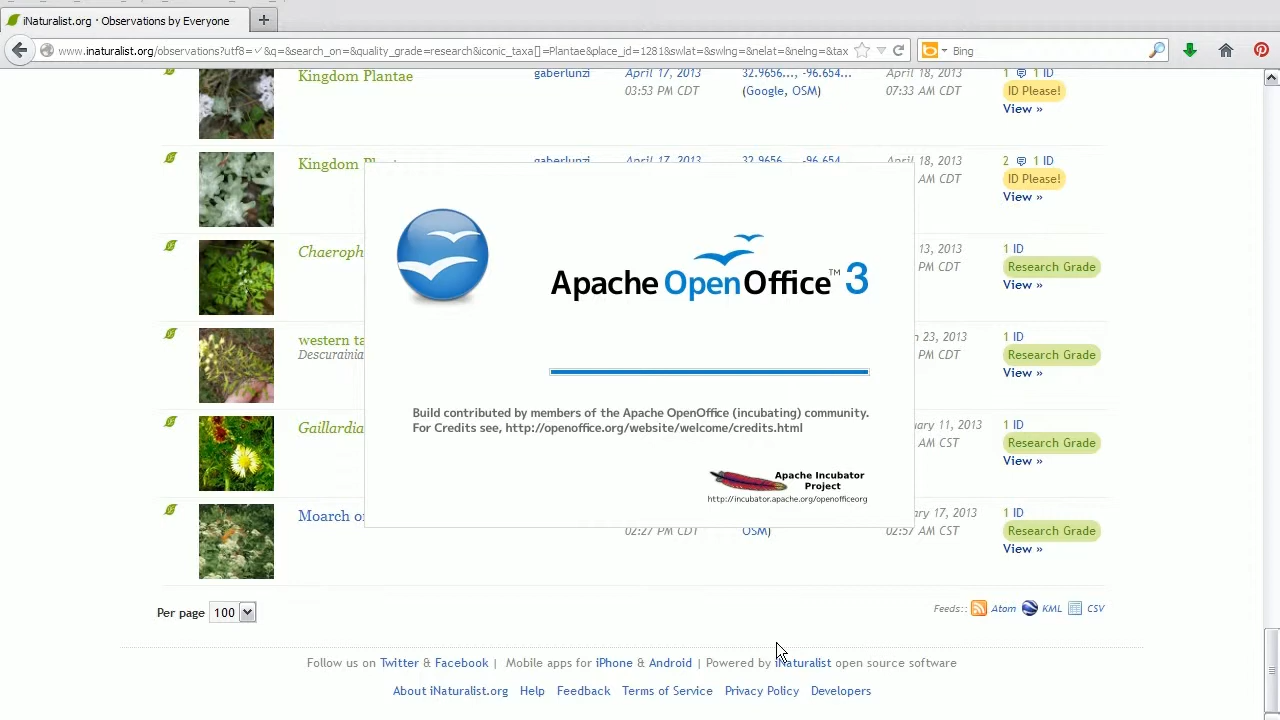 iNaturalist.org · Observations by Everyone
www.inaturalist.org/observations?utf8=✓&q=&search_on=&quality_grade=research&iconic_taxa[]=Plantae&place_id=1281&swlat=&swlng=&nelat=&nelng=&tax
Bing
Kingdom Plantae gaberlunzi April 17, 2013 32.9656..., -96.654... April 18, 2013 1 1 ID
03:53 PM CDT (Google, OSM) 07:33 AM CDT ID Please!
View »
Kingdom gaberlunzi April 17, 2013 32.9656 -96.654 April 18, 2013 2 1 ID
AM CDT ID Please!
View »
Chaeroph 13, 2013 1 ID
PM CDT Research Grade
View »
western ta 23, 2013 1 ID
Descurainia PM CDT Research Grade
View »
Gaillardia ary 11, 2013 1 ID
AM CST Research Grade
View »
Moarch o ary 17, 2013 1 ID
02:27 PM CDT OSM) 02:57 AM CST Research Grade
View »
Apache OpenOffice™ 3
Build contributed by members of the Apache OpenOffice (incubating) community.
For Credits see, http://openoffice.org/website/welcome/credits.html
Apache Incubator
Project
http://incubator.apache.org/openofficeorg
Per page 100 Feeds:: Atom KML CSV
Follow us on Twitter & Facebook | Mobile apps for iPhone & Android | Powered by iNaturalist open source software
About iNaturalist.org Help Feedback Terms of Service Privacy Policy Developers